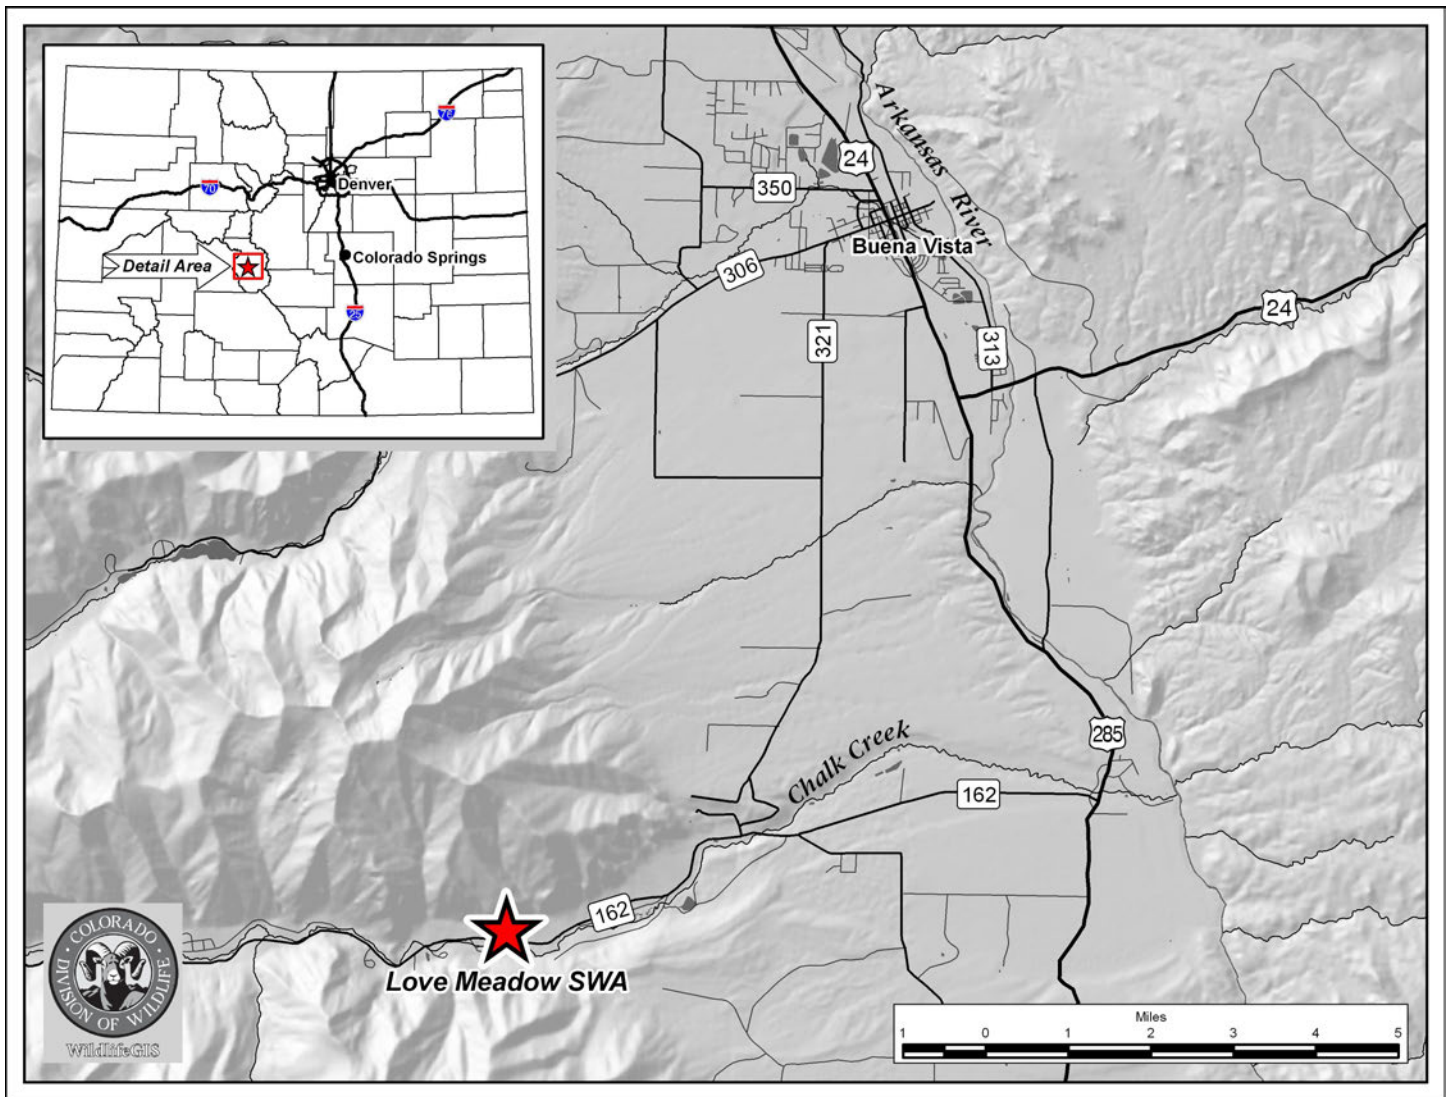 76
70
Denver
Detail Area
Colorado Springs
25
Arkansas River
24
350
Buena Vista
306
24
321
313
285
Chalk Creek
162
162
Love Meadow SWA
COLORADO
DIVISION OF WILDLIFE
WildlifeGIS
Miles
1 0 1 2 3 4 5